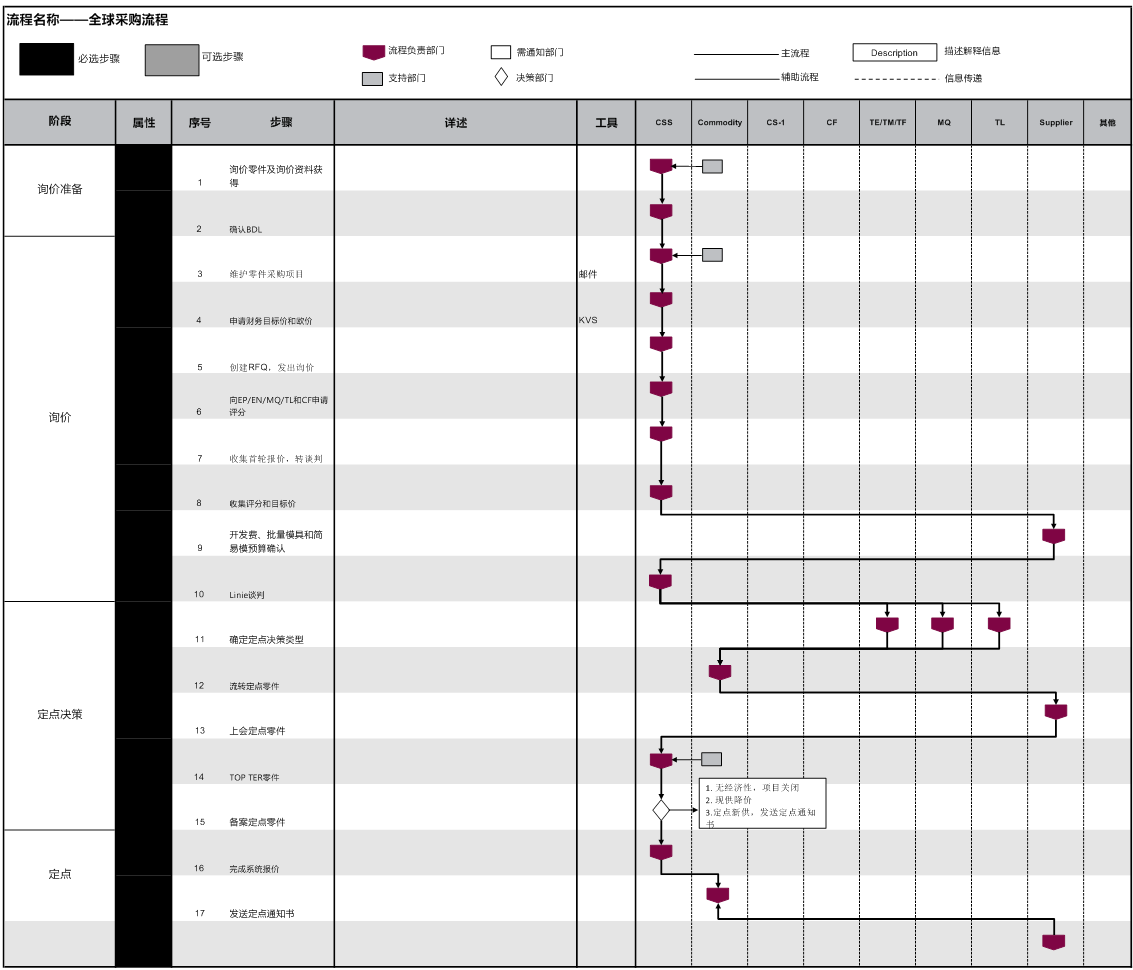 流程名称——全球采购流程
必选步骤
可选步骤
流程负责部门
需通知部门
主流程
Description
描述解释信息
支持部门
决策部门
辅助流程
信息传递
阶段
属性
序号
步骤
详述
工具
CSS
Commodity
CS-1
CF
TE/TM/TF
MQ
TL
Supplier
其他
询价准备
1
询价零件及询价资料获
得
2
确认BDL
询价
3
维护零件采购项目
邮件
4
申请财务目标价和欧价
KVS
5
创建RFQ，发出询价
6
向EP/EN/MQ/TL和CF申请
评分
7
收集首轮报价，转谈判
8
收集评分和目标价
9
开发费、批量模具和简
易模预算确认
10
Linie谈判
定点决策
11
确定定点决策类型
12
流转定点零件
13
上会定点零件
14
TOP TER零件
15
备案定点零件
1. 无经济性，项目关闭
2. 现供降价
3.定点新供，发送定点通知
书
定点
16
完成系统报价
17
发送定点通知书